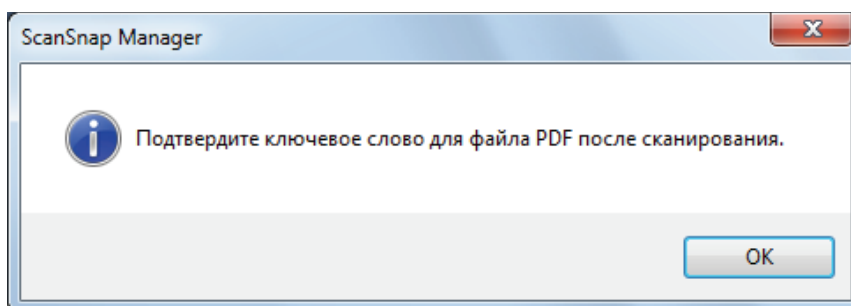 ScanSnap Manager
Подтвердите ключевое слово для файла PDF после сканирования.
OK